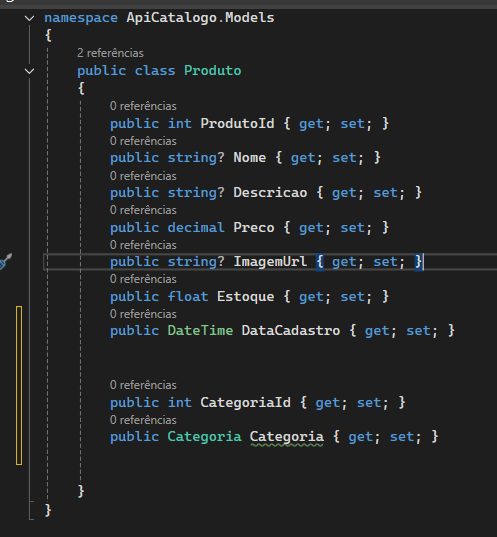 namespace ApiCatalogo.Models
{
2 referências
public class Produto
{
0 referências
public int ProdutoId { get; set; }
0 referências
public string? Nome { get; set; }
0 referências
public string? Descricao { get; set; }
0 referências
public decimal Preco { get; set; }
0 referências
public string? ImagemUrl { get; set; }
0 referências
public float Estoque { get; set; }
0 referências
public DateTime DataCadastro { get; set; }
0 referências
public int CategoriaId { get; set; }
0 referências
public Categoria Categoria { get; set; }
}
}